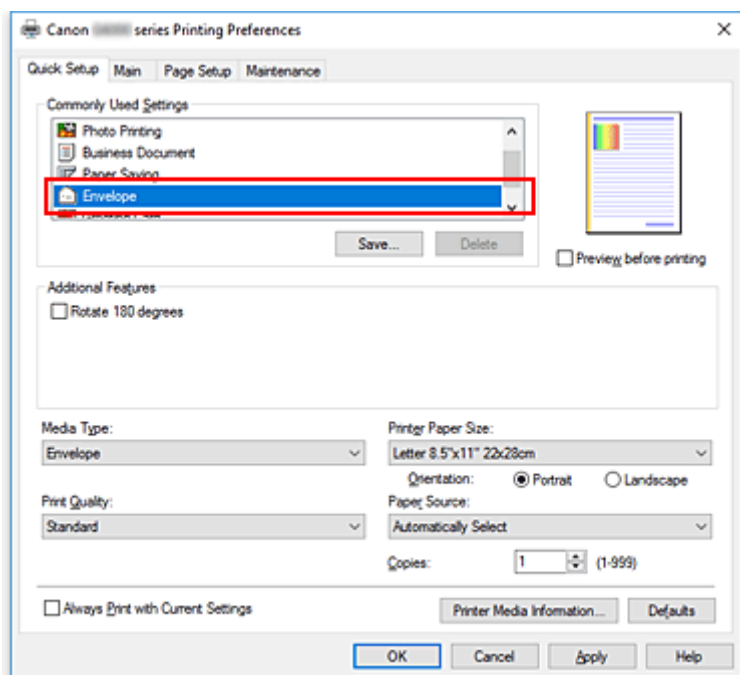 Canon series Printing Preferences
Quick Setup Main Page Setup Maintenance
Commonly Used Settings
Photo Printing
Business Document
Paper Saving
Envelope
Save... Delete
Preview before printing
Additional Features
Rotate 180 degrees
Media Type: Printer Paper Size:
Envelope Letter 8.5"x11" 22x28cm
Orientation: Portrait Landscape
Print Quality: Paper Source:
Standard Automatically Select
Copies: 1 (1-999)
Always Print with Current Settings Printer Media Information... Defaults
OK Cancel Apply Help